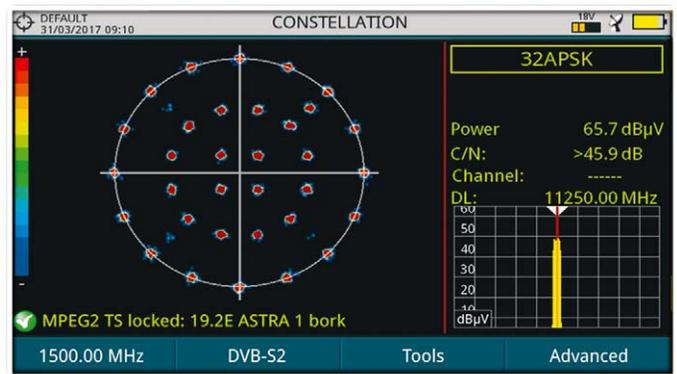 DEFAULT
31/03/2017 09:10
CONSTELLATION
18V
+
32APSK
Power 65.7 dBµV
C/N: >45.9 dB
Channel: ------
DL: 11250.00 MHz
60
50
40
30
20
10
dBµV
-
MPEG2 TS locked: 19.2E ASTRA 1 bork
1500.00 MHz DVB-S2 Tools Advanced